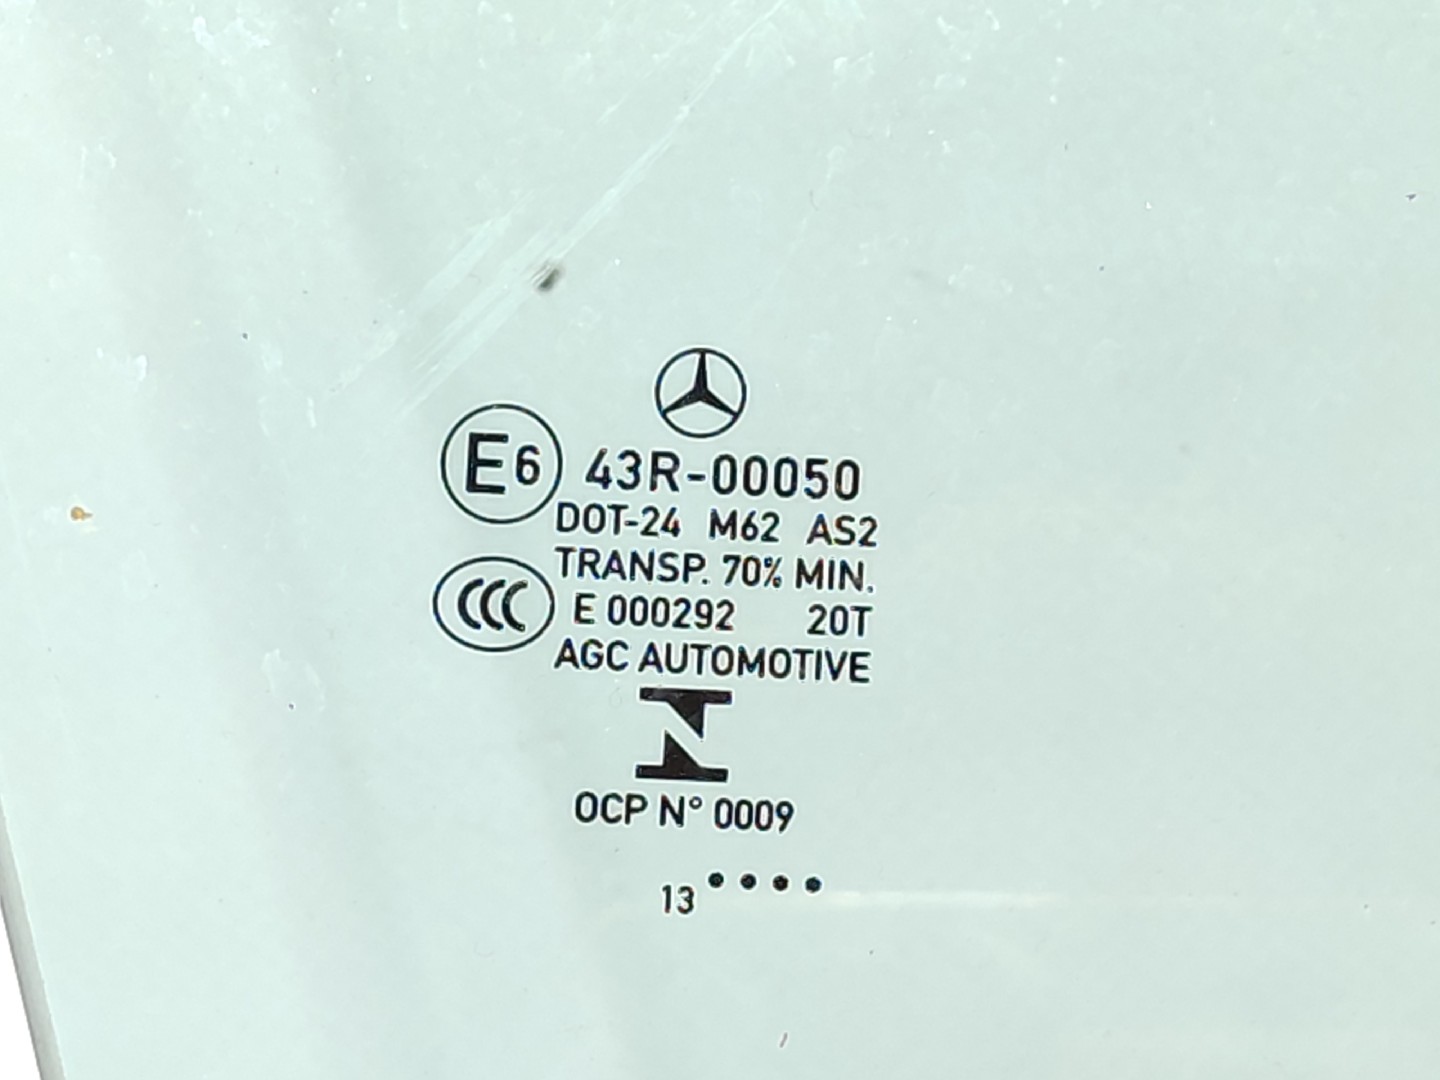 E6 43R-00050
DOT-24 M62 AS2
TRANSP. 70% MIN.
CCC E 000292 20T
AGC AUTOMOTIVE
OCP N° 0009
13 ••••